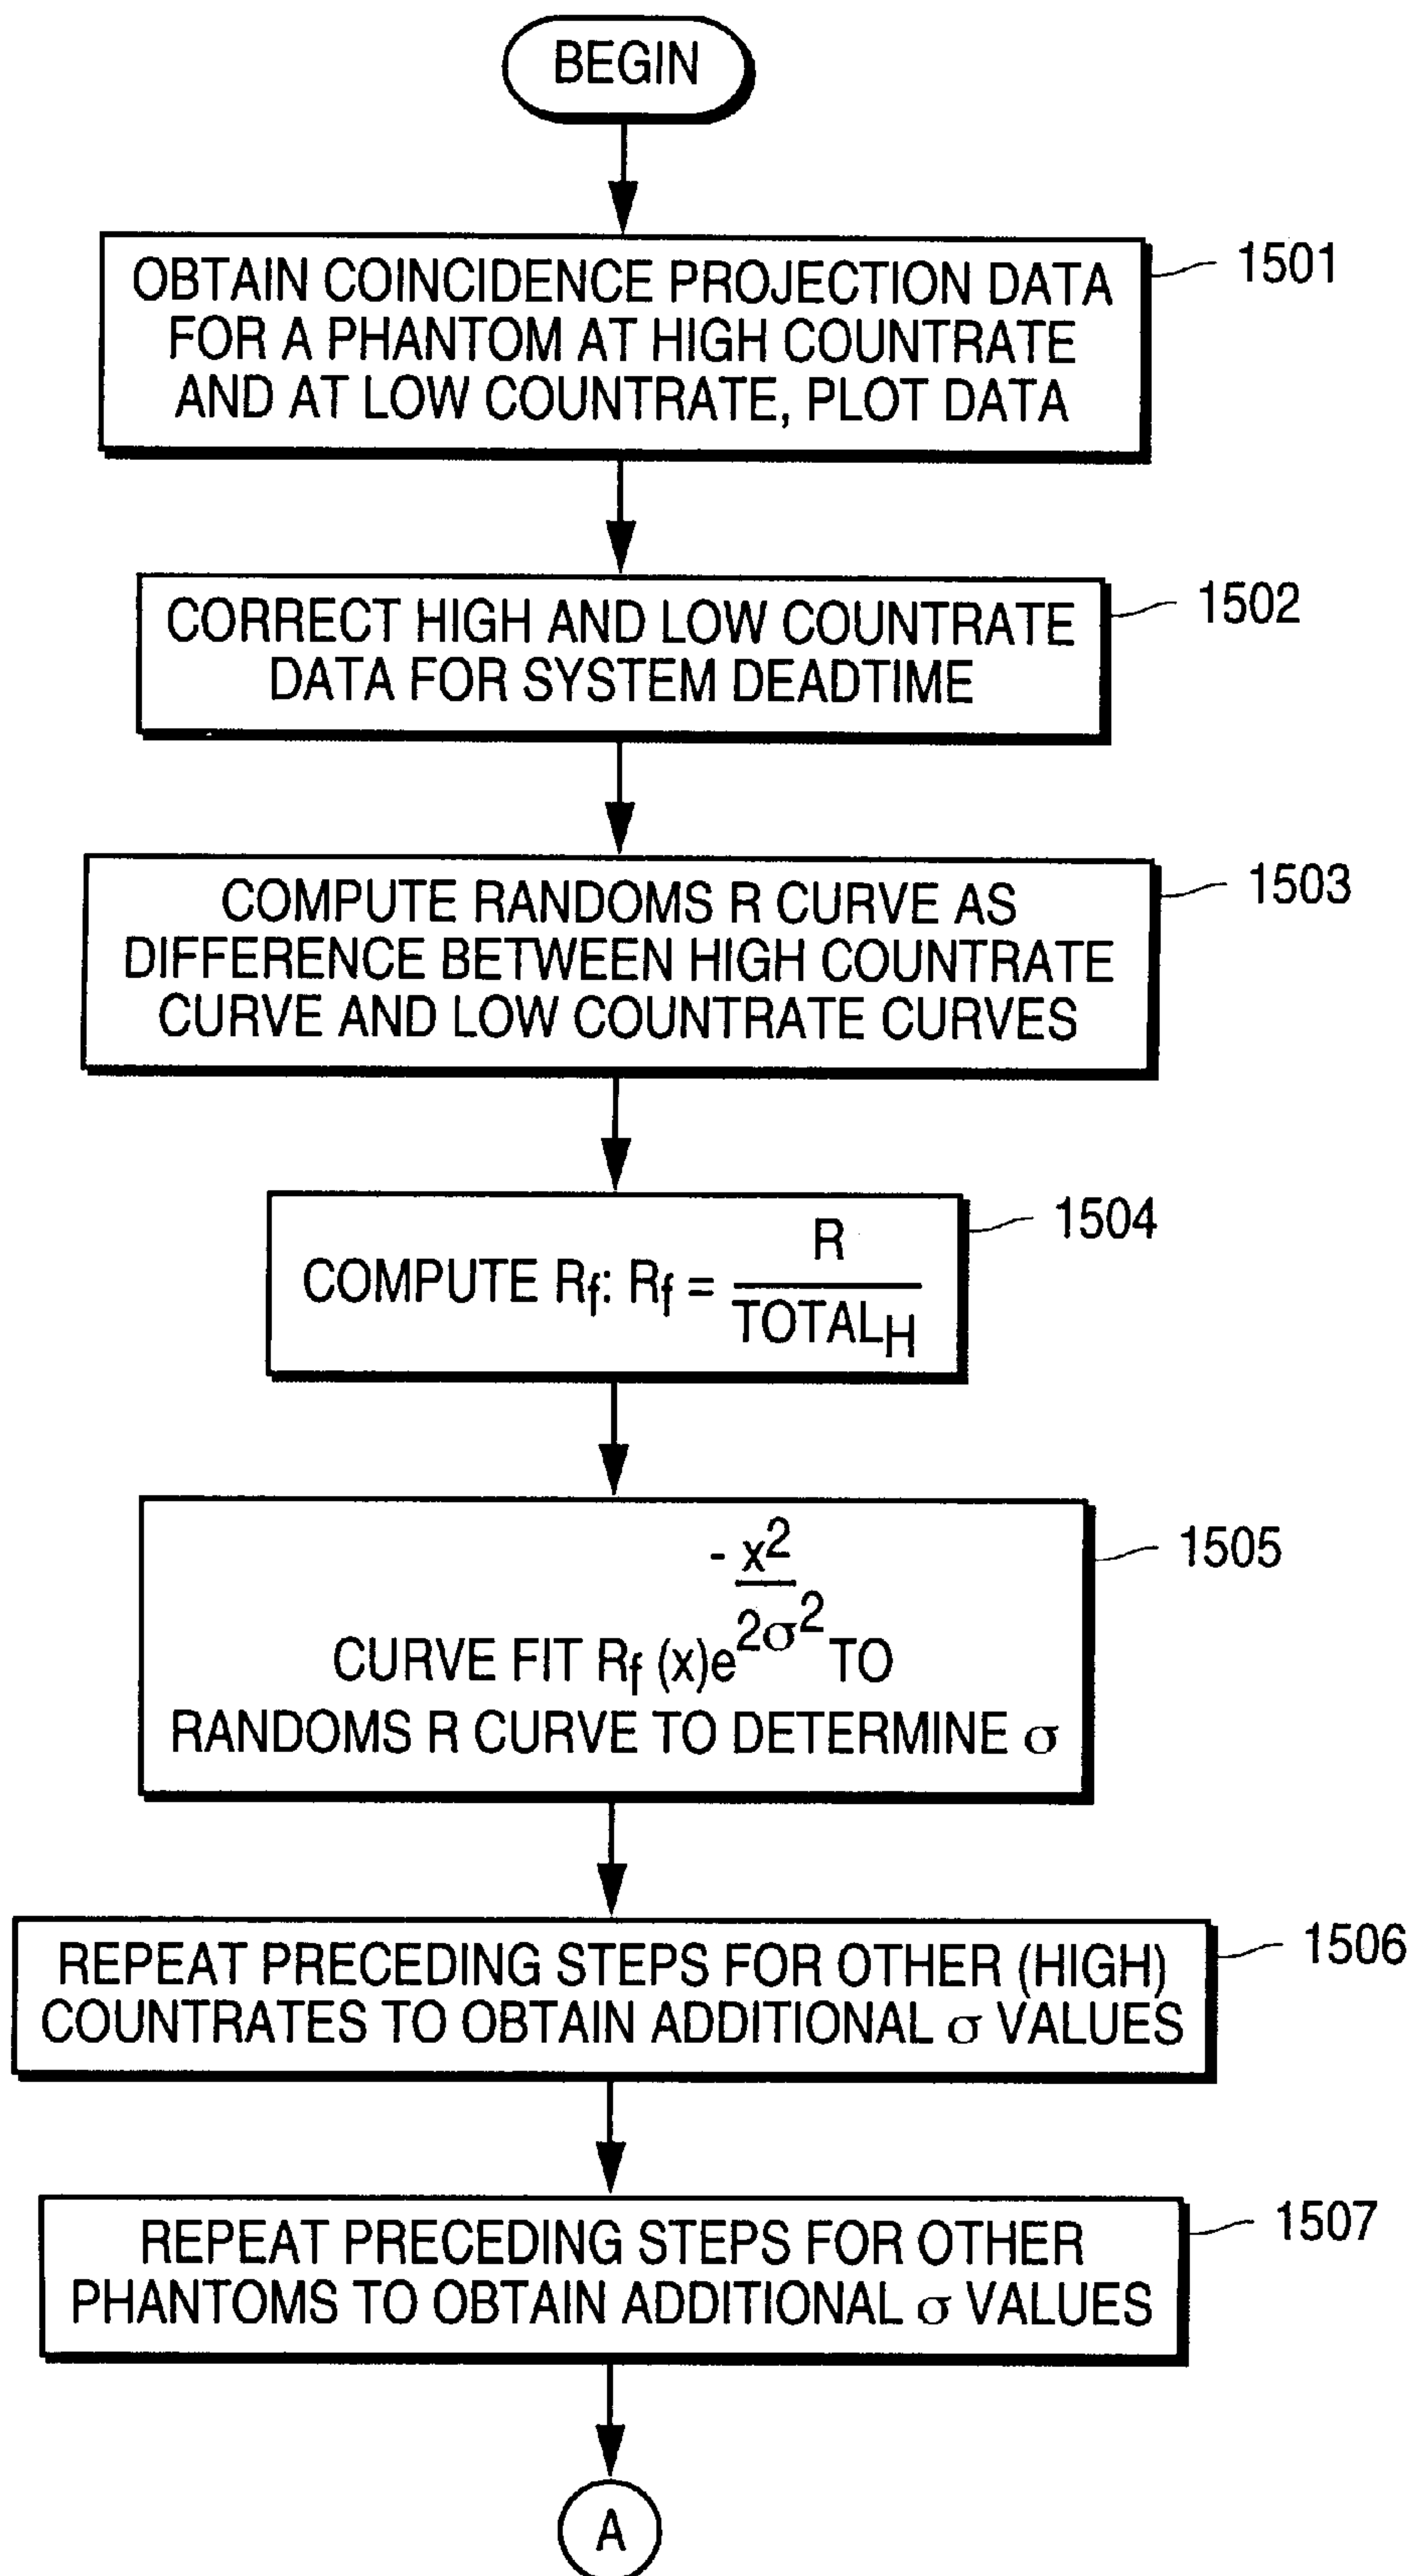 BEGIN
OBTAIN COINCIDENCE PROJECTION DATA
FOR A PHANTOM AT HIGH COUNTRATE
AND AT LOW COUNTRATE, PLOT DATA
1501
CORRECT HIGH AND LOW COUNTRATE
DATA FOR SYSTEM DEADTIME
1502
COMPUTE RANDOMS R CURVE AS
DIFFERENCE BETWEEN HIGH COUNTRATE
CURVE AND LOW COUNTRATE CURVES
1503
COMPUTE Rf: Rf = R / TOTALH
1504
CURVE FIT Rf (x)e^(-x²/2σ²) TO
RANDOMS R CURVE TO DETERMINE σ
1505
REPEAT PRECEDING STEPS FOR OTHER (HIGH)
COUNTRATES TO OBTAIN ADDITIONAL σ VALUES
1506
REPEAT PRECEDING STEPS FOR OTHER
PHANTOMS TO OBTAIN ADDITIONAL σ VALUES
1507
A